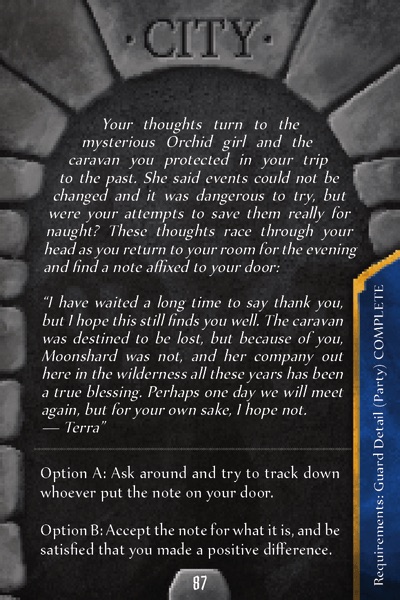 · CITY ·
Your thoughts turn to the
mysterious Orchid girl and the
caravan you protected in your trip
to the past. She said events could not be
changed and it was dangerous to try, but
were your attempts to save them really for
naught? These thoughts race through your
head as you return to your room for the evening
and find a note affixed to your door:
“I have waited a long time to say thank you,
but I hope this still finds you well. The caravan
was destined to be lost, but because of you,
Moonshard was not, and her company out
here in the wilderness all these years has been
a true blessing. Perhaps one day we will meet
again, but for your own sake, I hope not.
— Terra”
Option A: Ask around and try to track down
whoever put the note on your door.
Option B: Accept the note for what it is, and be
satisfied that you made a positive difference.
Requirements: Guard Detail (Party) COMPLETE
87